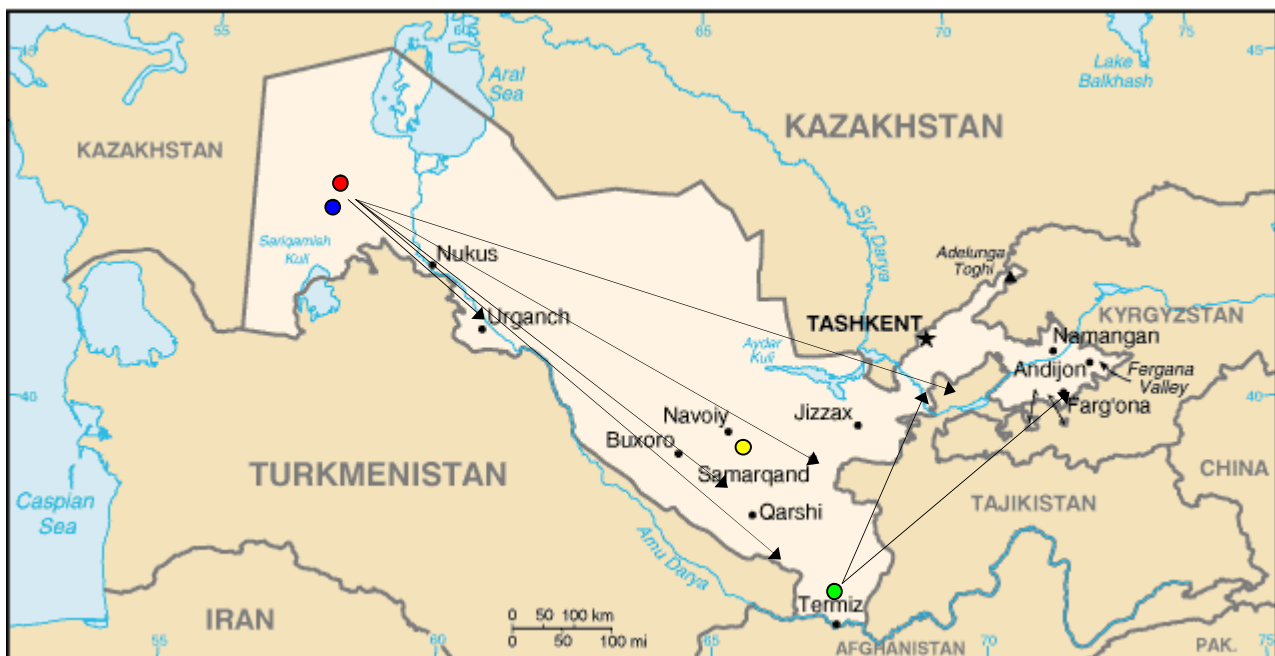 55
60
65
70
75
45
45
Aral
Sea
Lake
Balkhash
KAZAKHSTAN
KAZAKHSTAN
Syr Darya
Sariqamish
Kuli
Nukus
Adelunga
Toghi
Urganch
TASHKENT
KYRGYZSTAN
Namangan
Aydar
Kuli
Andijon
Fergana
Valley
40
40
Farg'ona
Navoiy
Jizzax
Buxoro
Samarqand
TURKMENISTAN
CHINA
Caspian
Sea
Qarshi
TAJIKISTAN
Amu Darya
Termiz
IRAN
0 50 100 km
0 50 100 mi
AFGHANISTAN
PAK.
55
60
65
70
75